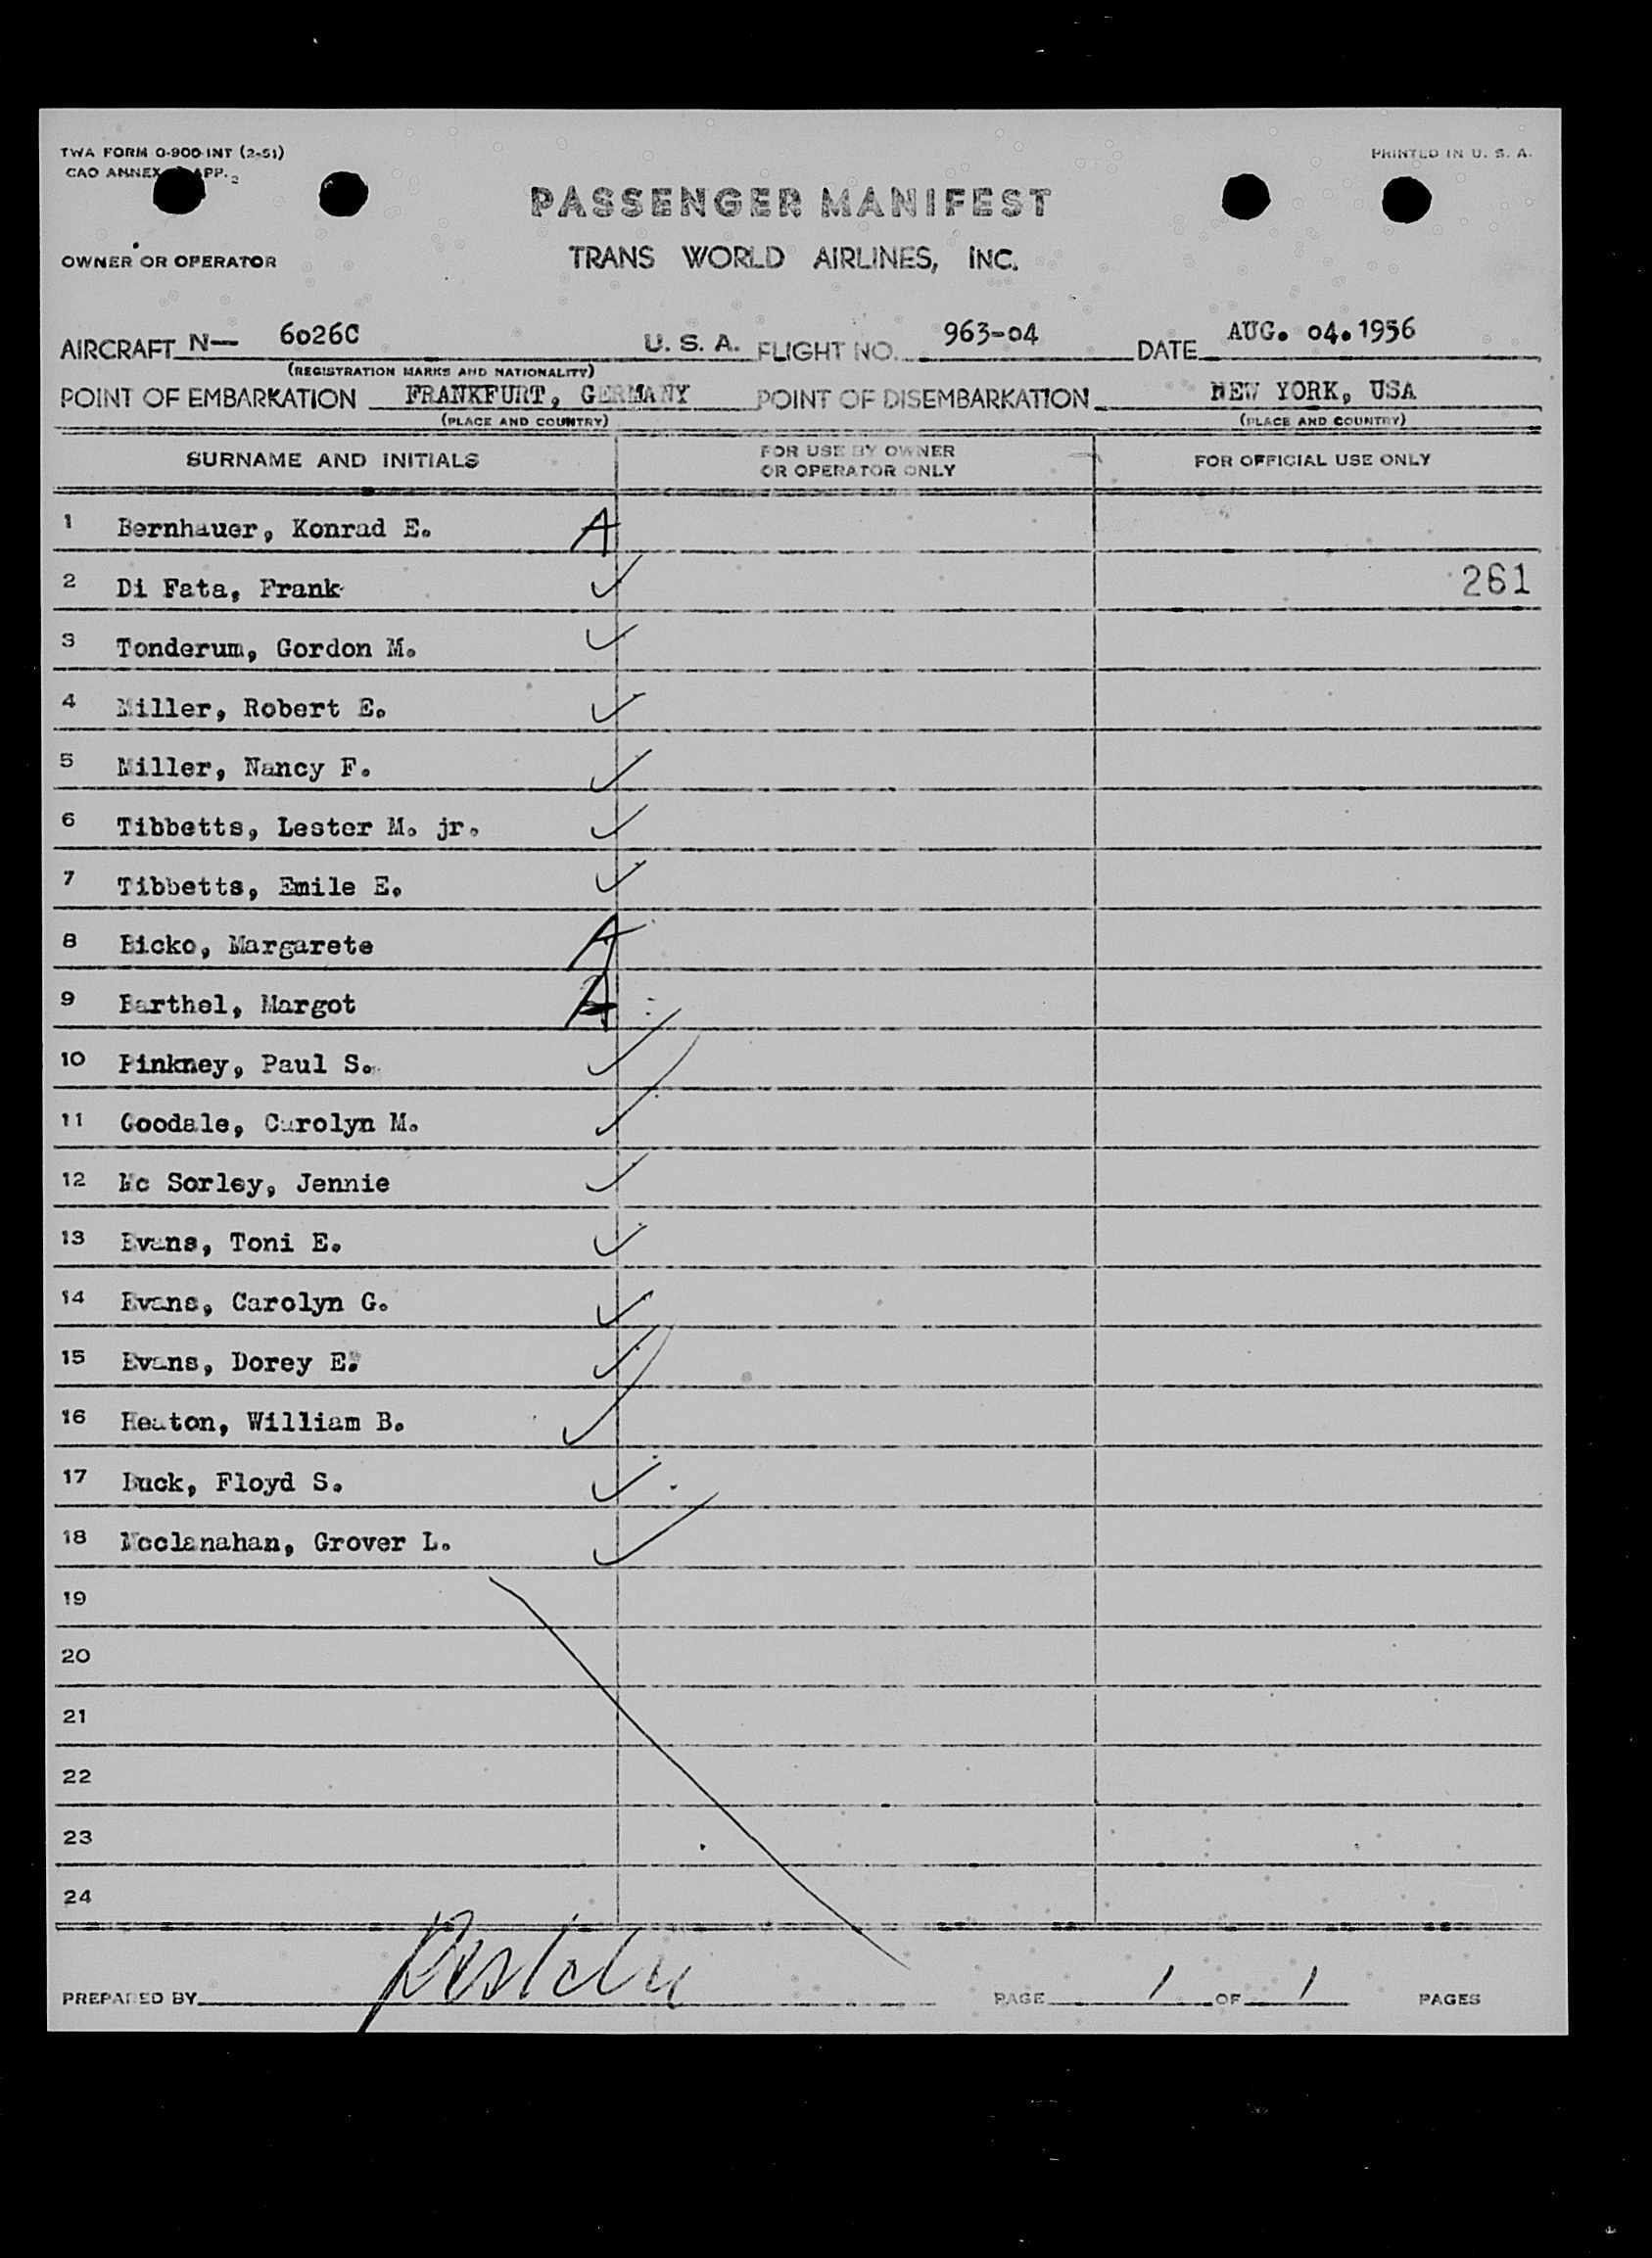 TWA FORM O-900-INT (2-51)
PRINTED IN U. S. A.
CAO ANNEX APP. 2
PASSENGER MANIFEST
OWNER OR OPERATOR
TRANS WORLD AIRLINES, INC.
AIRCRAFT N— 6026C U. S. A. FLIGHT NO. 963-04 DATE AUG. 04. 1956
(REGISTRATION MARKS AND NATIONALITY)
POINT OF EMBARKATION FRANKFURT, GERMANY POINT OF DISEMBARKATION NEW YORK, USA
(PLACE AND COUNTRY) (PLACE AND COUNTRY)
SURNAME AND INITIALS
FOR USE BY OWNER
OR OPERATOR ONLY
FOR OFFICIAL USE ONLY
1 Bernhauer, Konrad E. A
2 Di Fata, Frank ✓ 261
3 Tonderum, Gordon M. ✓
4 Miller, Robert E. ✓
5 Miller, Nancy F. ✓
6 Tibbetts, Lester M. jr. ✓
7 Tibbetts, Emile E. ✓
8 Bicko, Margarete A
9 Barthel, Margot A
10 Pinkney, Paul S. ✓
11 Goodale, Carolyn M. ✓
12 Mc Sorley, Jennie ✓
13 Evans, Toni E. ✓
14 Evans, Carolyn G. ✓
15 Evans, Dorey E. ✓
16 Heaton, William B. ✓
17 Buck, Floyd S. ✓
18 Mcclanahan, Grover L. ✓
19
20
21
22
23
24
PREPARED BY
PAGE 1 OF 1 PAGES